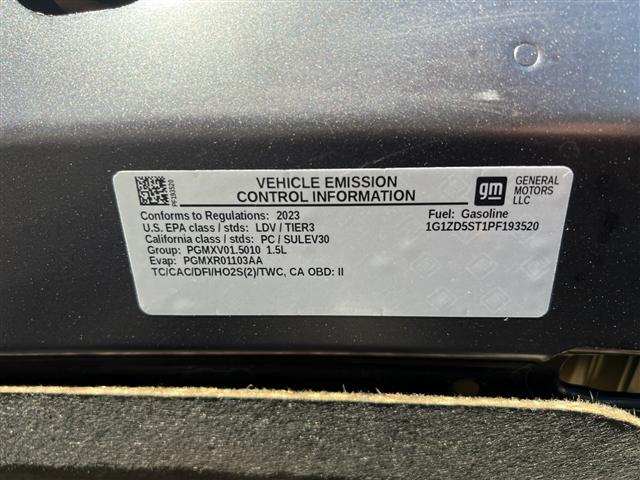 PF193520
VEHICLE EMISSION
CONTROL INFORMATION
gm
GENERAL
MOTORS
LLC
Conforms to Regulations: 2023
Fuel: Gasoline
U.S. EPA class / stds: LDV / TIER3
1G1ZD5ST1PF193520
California class / stds: PC / SULEV30
Group: PGMXV01.5010 1.5L
Evap: PGMXR01103AA
TC/CAC/DFI/HO2S(2)/TWC, CA OBD: II